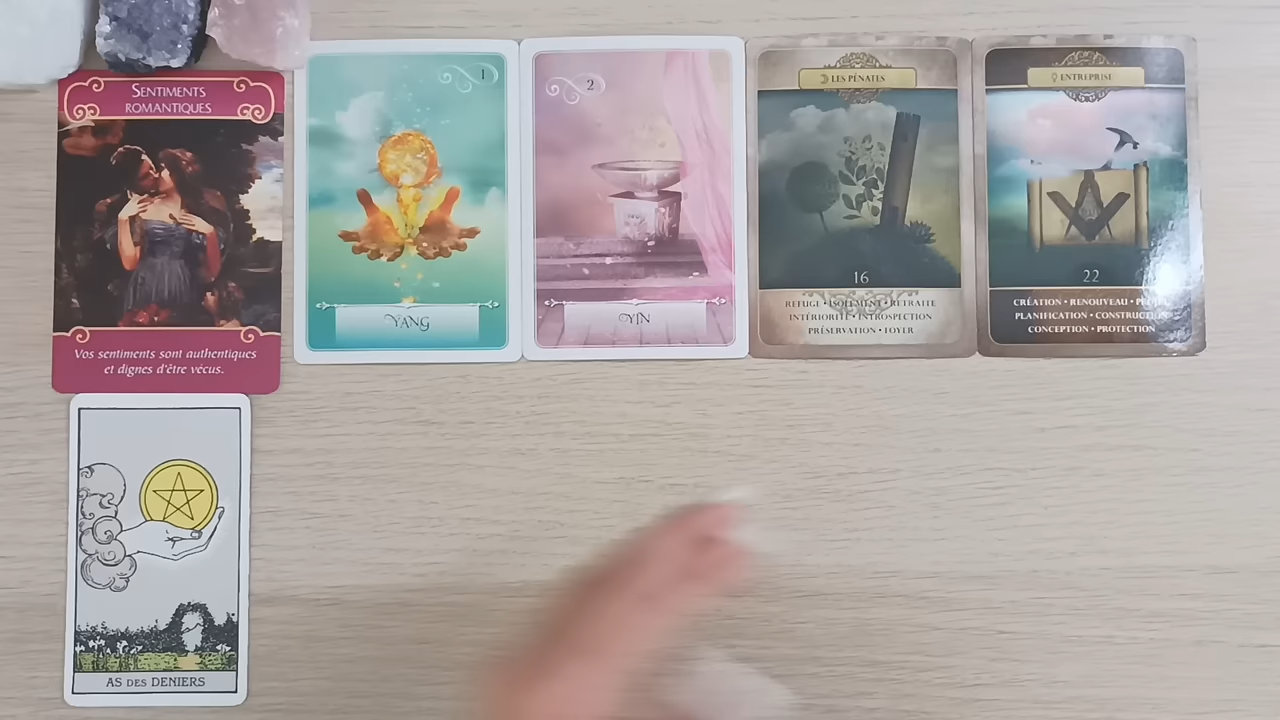 SENTIMENTS
ROMANTIQUES
Vos sentiments sont authentiques
et dignes d'être vécus.
AS DES DENIERS
1
YANG
2
YIN
LES PÉNATES
16
REFUGE • ISOLEMENT • RETRAITE
INTÉRIORITÉ • INTROSPECTION
PRÉSERVATION • FOYER
ENTREPRISE
22
CRÉATION • RENOUVEAU •
PLANIFICATION • CONSTRUCTION
CONCEPTION • PROTECTION